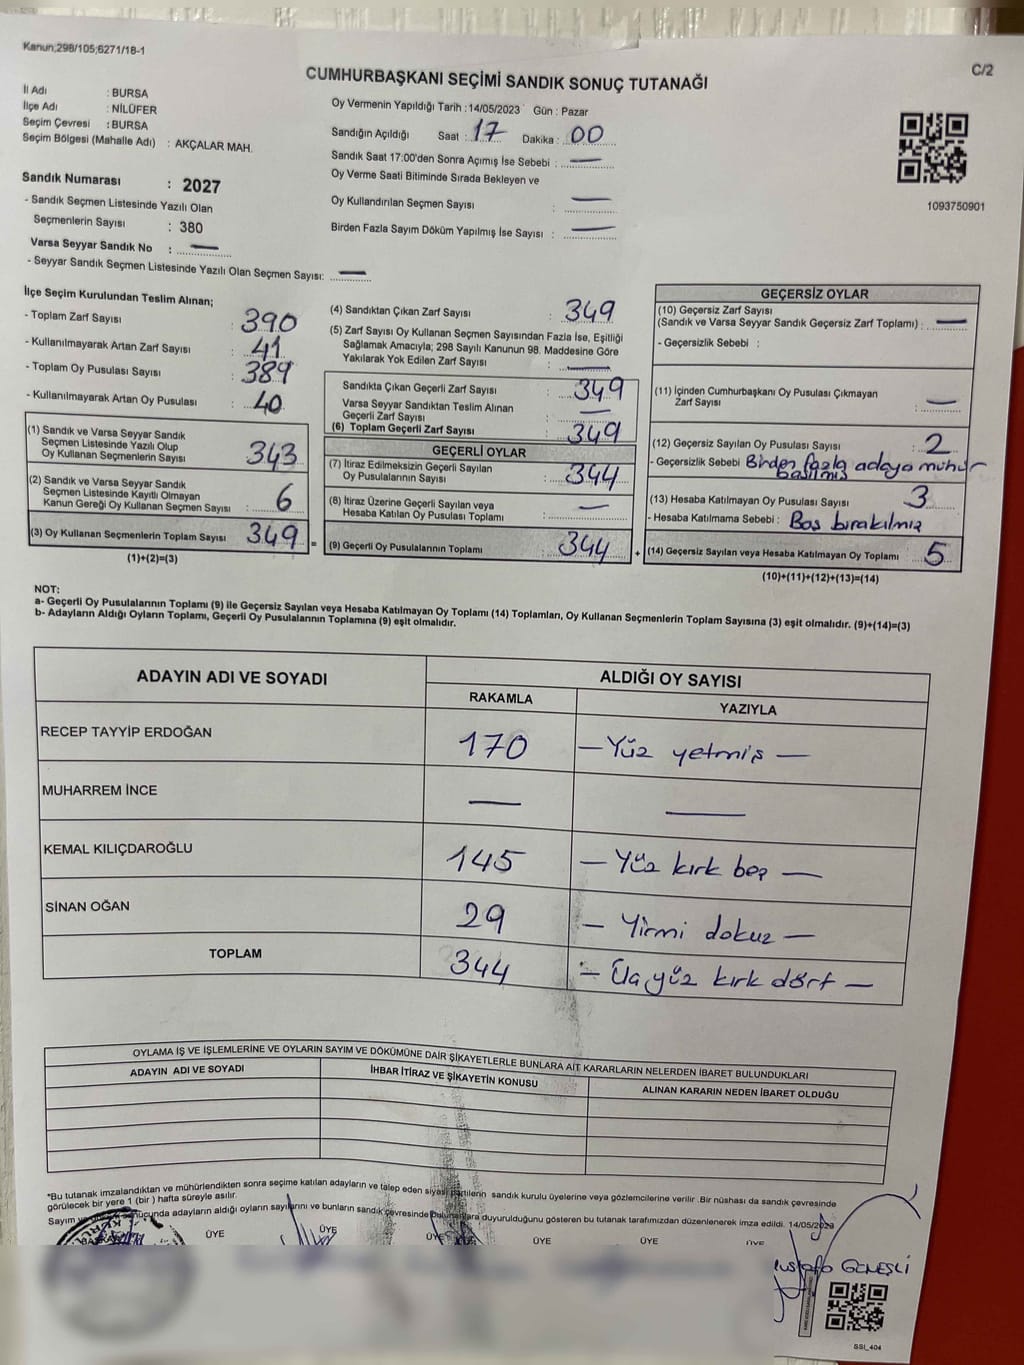 Kanun;298/105;6271/18-1
C/2
CUMHURBAŞKANI SEÇİMİ SANDIK SONUÇ TUTANAĞI
İl Adı : BURSA
İlçe Adı : NİLÜFER
Seçim Çevresi : BURSA
Seçim Bölgesi (Mahalle Adı) : AKÇALAR MAH.
Sandık Numarası : 2027
- Sandık Seçmen Listesinde Yazılı Olan
Seçmenlerin Sayısı : 380
Varsa Seyyar Sandık No : —
- Seyyar Sandık Seçmen Listesinde Yazılı Olan Seçmen Sayısı: —
Oy Vermenin Yapıldığı Tarih : 14/05/2023 Gün : Pazar
Sandığın Açıldığı Saat : 17 Dakika : 00
Sandık Saat 17:00'den Sonra Açımış İse Sebebi : —
Oy Verme Saati Bitiminde Sırada Bekleyen ve
Oy Kullandırılan Seçmen Sayısı : —
Birden Fazla Sayım Döküm Yapılmış İse Sayısı : —
1093750901
İlçe Seçim Kurulundan Teslim Alınan;
- Toplam Zarf Sayısı : 390
- Kullanılmayarak Artan Zarf Sayısı : 41
- Toplam Oy Pusulası Sayısı : 389
- Kullanılmayarak Artan Oy Pusulası : 40
(1) Sandık ve Varsa Seyyar Sandık
Seçmen Listesinde Yazılı Olup
Oy Kullanan Seçmenlerin Sayısı : 343
(2) Sandık ve Varsa Seyyar Sandık
Seçmen Listesinde Kayıtlı Olmayan
Kanun Gereği Oy Kullanan Seçmen Sayısı : 6
(3) Oy Kullanan Seçmenlerin Toplam Sayısı : 349
(1)+(2)=(3)
(4) Sandıktan Çıkan Zarf Sayısı : 349
(5) Zarf Sayısı Oy Kullanan Seçmen Sayısından Fazla İse, Eşitliği
Sağlamak Amacıyla; 298 Sayılı Kanunun 98. Maddesine Göre
Yakılarak Yok Edilen Zarf Sayısı : —
Sandıkta Çıkan Geçerli Zarf Sayısı : 349
Varsa Seyyar Sandıktan Teslim Alınan
Geçerli Zarf Sayısı : —
(6) Toplam Geçerli Zarf Sayısı : 349
GEÇERLİ OYLAR
(7) İtiraz Edilmeksizin Geçerli Sayılan
Oy Pusulalarının Sayısı : 344
(8) İtiraz Üzerine Geçerli Sayılan veya
Hesaba Katılan Oy Pusulası Toplamı : —
= (9) Geçerli Oy Pusulalarının Toplamı : 344 +
GEÇERSİZ OYLAR
(10) Geçersiz Zarf Sayısı
(Sandık ve Varsa Seyyar Sandık Geçersiz Zarf Toplamı) : —
- Geçersizlik Sebebi :
(11) İçinden Cumhurbaşkanı Oy Pusulası Çıkmayan
Zarf Sayısı : —
(12) Geçersiz Sayılan Oy Pusulası Sayısı : 2
- Geçersizlik Sebebi Birden fazla adaya mühür
basılmış
(13) Hesaba Katılmayan Oy Pusulası Sayısı : 3
- Hesaba Katılmama Sebebi : Boş bırakılmış
(14) Geçersiz Sayılan veya Hesaba Katılmayan Oy Toplamı : 5
(10)+(11)+(12)+(13)=(14)
NOT:
a- Geçerli Oy Pusulalarının Toplamı (9) ile Geçersiz Sayılan veya Hesaba Katılmayan Oy Toplamı (14) Toplamları, Oy Kullanan Seçmenlerin Toplam Sayısına (3) eşit olmalıdır. (9)+(14)=(3)
b- Adayların Aldığı Oyların Toplamı, Geçerli Oy Pusulalarının Toplamına (9) eşit olmalıdır.
ADAYIN ADI VE SOYADI ALDIĞI OY SAYISI
RAKAMLA YAZIYLA
RECEP TAYYİP ERDOĞAN 170 — Yüz yetmiş —
MUHARREM İNCE — —
KEMAL KILIÇDAROĞLU 145 — Yüz kırk beş —
SİNAN OĞAN 29 — Yirmi dokuz —
TOPLAM 344 — Üçyüz kırk dört —
OYLAMA İŞ VE İŞLEMLERİNE VE OYLARIN SAYIM VE DÖKÜMÜNE DAİR ŞİKAYETLERLE BUNLARA AİT KARARLARIN NELERDEN İBARET BULUNDUKLARI
ADAYIN ADI VE SOYADI İHBAR İTİRAZ VE ŞİKAYETİN KONUSU ALINAN KARARIN NEDEN İBARET OLDUĞU
*Bu tutanak imzalandıktan ve mühürlendikten sonra seçime katılan adayların ve talep eden siyasi partilerin sandık kurulu üyelerine veya gözlemcilerine verilir .Bir nüshası da sandık çevresinde
görülecek bir yere 1 (bir ) hafta süreyle asılır.
Sayım ve sonucunda adayların aldığı oyların sayılarını ve bunların sandık çevresinde bulunanlara duyurulduğunu gösteren bu tutanak tarafımızdan düzenlenerek imza edildi. 14/05/2023
ÜYE ÜYE ÜYE ÜYE ÜYE ÜYE
Mustafa GÜNEŞLİ
SSI_404